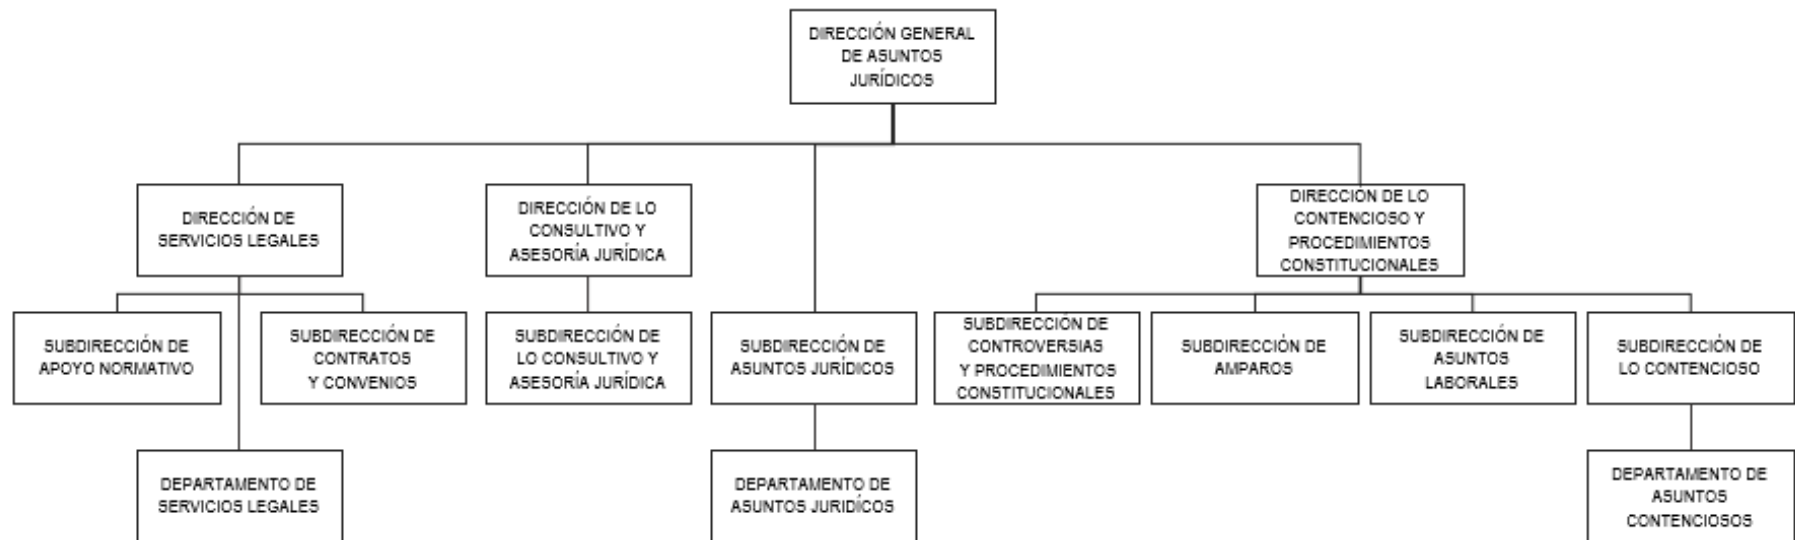 DIRECCIÓN GENERAL
DE ASUNTOS
JURÍDICOS
DIRECCIÓN DE
SERVICIOS LEGALES
DIRECCIÓN DE LO
CONSULTIVO Y
ASESORÍA JURÍDICA
DIRECCIÓN DE LO
CONTENCIOSO Y
PROCEDIMIENTOS
CONSTITUCIONALES
SUBDIRECCIÓN DE
APOYO NORMATIVO
SUBDIRECCIÓN DE
CONTRATOS
Y CONVENIOS
SUBDIRECCIÓN DE
LO CONSULTIVO Y
ASESORÍA JURÍDICA
SUBDIRECCIÓN DE
ASUNTOS JURÍDICOS
SUBDIRECCIÓN DE
CONTROVERSIAS
Y PROCEDIMIENTOS
CONSTITUCIONALES
SUBDIRECCIÓN DE
AMPAROS
SUBDIRECCIÓN DE
ASUNTOS
LABORALES
SUBDIRECCIÓN DE
LO CONTENCIOSO
DEPARTAMENTO DE
SERVICIOS LEGALES
DEPARTAMENTO DE
ASUNTOS JURIDÍCOS
DEPARTAMENTO DE
ASUNTOS
CONTENCIOSOS